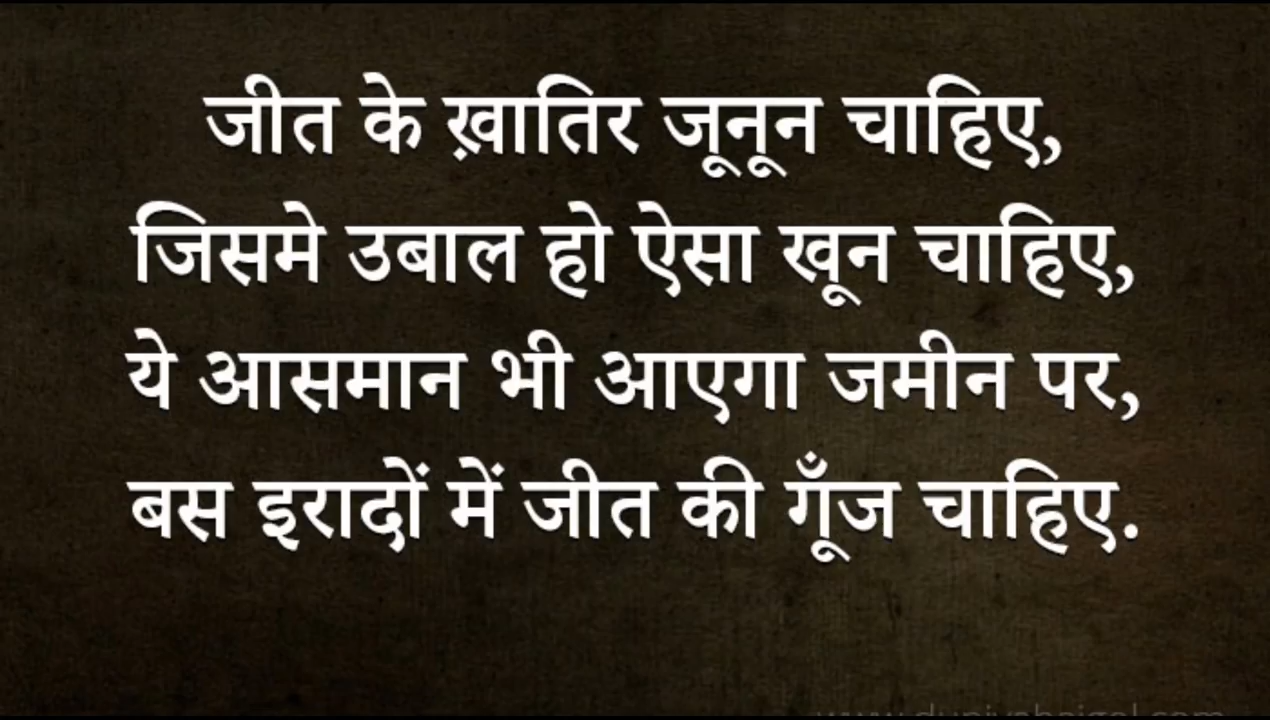 जीत के ख़ातिर जूनून चाहिए,
जिसमे उबाल हो ऐसा खून चाहिए,
ये आसमान भी आएगा जमीन पर,
बस इरादों में जीत की गूँज चाहिए.